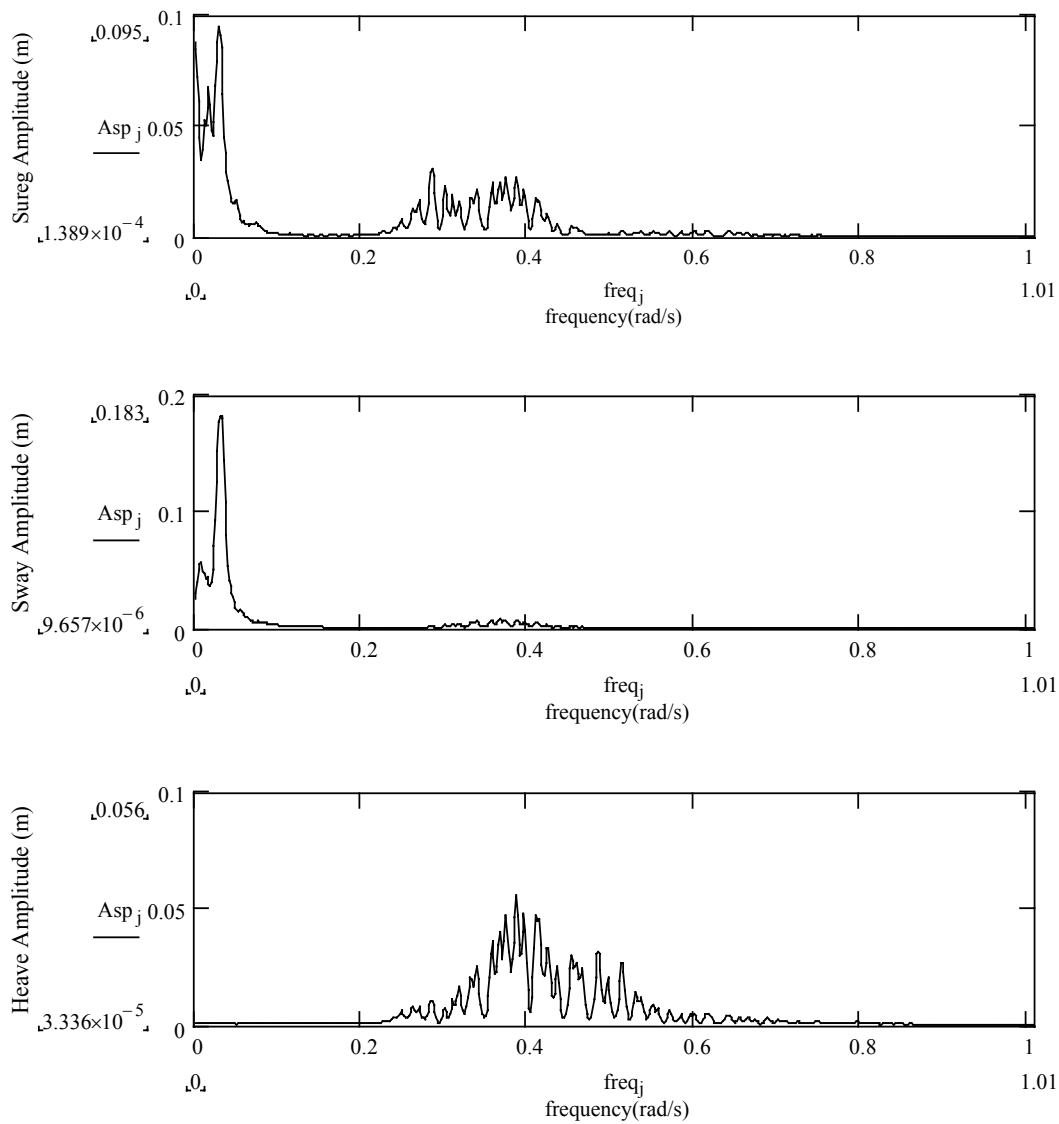 Sureg Amplitude (m)
0.095
1.389×10⁻⁴
Asp j
0.1
0.05
0
0 0.2 0.4 0.6 0.8 1
0 freq j 1.01
frequency(rad/s)
Sway Amplitude (m)
0.183
9.657×10⁻⁶
Asp j
0.2
0.1
0
0 0.2 0.4 0.6 0.8 1
0 freq j 1.01
frequency(rad/s)
Heave Amplitude (m)
0.056
3.336×10⁻⁵
Asp j
0.1
0.05
0
0 0.2 0.4 0.6 0.8 1
0 freq j 1.01
frequency(rad/s)